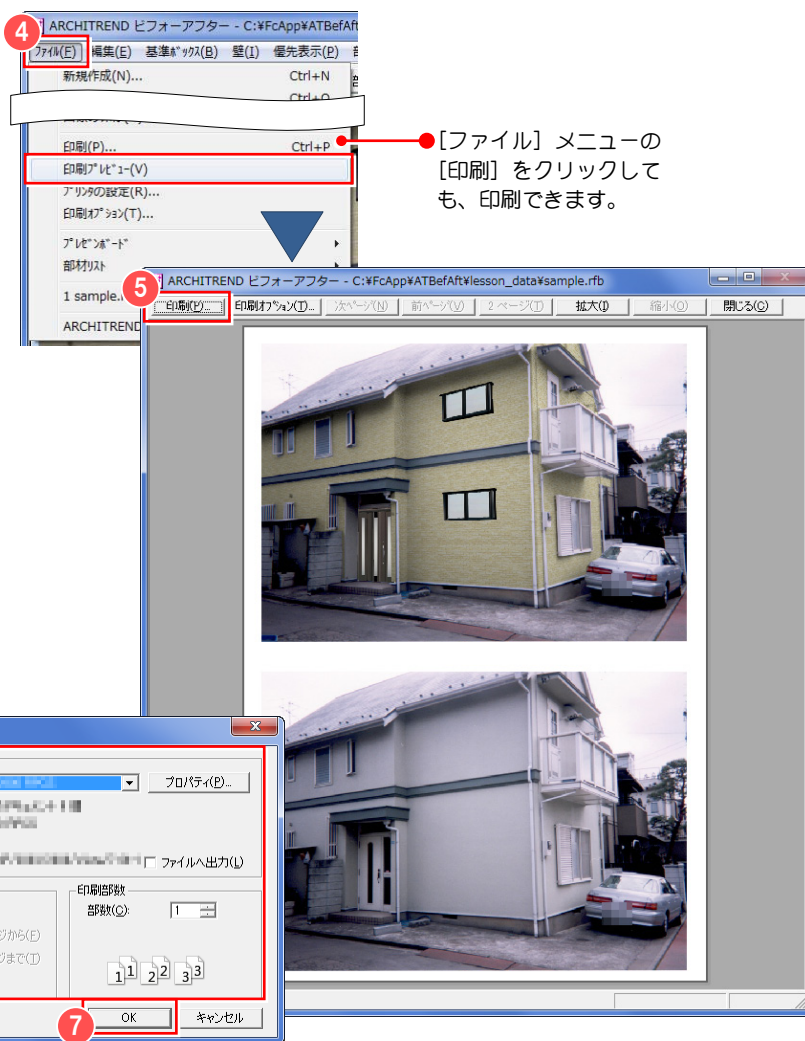 4
ARCHITREND ビフォーアフター - C:¥FcApp¥ATBefAft
ファイル(F) 編集(E) 基準ボックス(B) 壁(I) 優先表示(P)
新規作成(N)... Ctrl+N
印刷(P)... Ctrl+P
印刷プレビュー(V)
プリンタの設定(R)...
印刷オプション(T)...
プレゼンボード
部材リスト
1 sample.
ARCHITREND
[ファイル] メニューの
[印刷] をクリックして
も、印刷できます。
5
ARCHITREND ビフォーアフター - C:¥FcApp¥ATBefAft¥lesson_data¥sample.rfb
印刷(P)... 印刷オプション(T)... 次ページ(N) 前ページ(V) 2 ページ(T) 拡大(I) 縮小(O) 閉じる(C)
プロパティ(P)...
ファイルへ出力(L)
印刷部数
部数(C): 1
ジから(F)
ジまで(T)
1 1 2 2 3 3
7
OK キャンセル